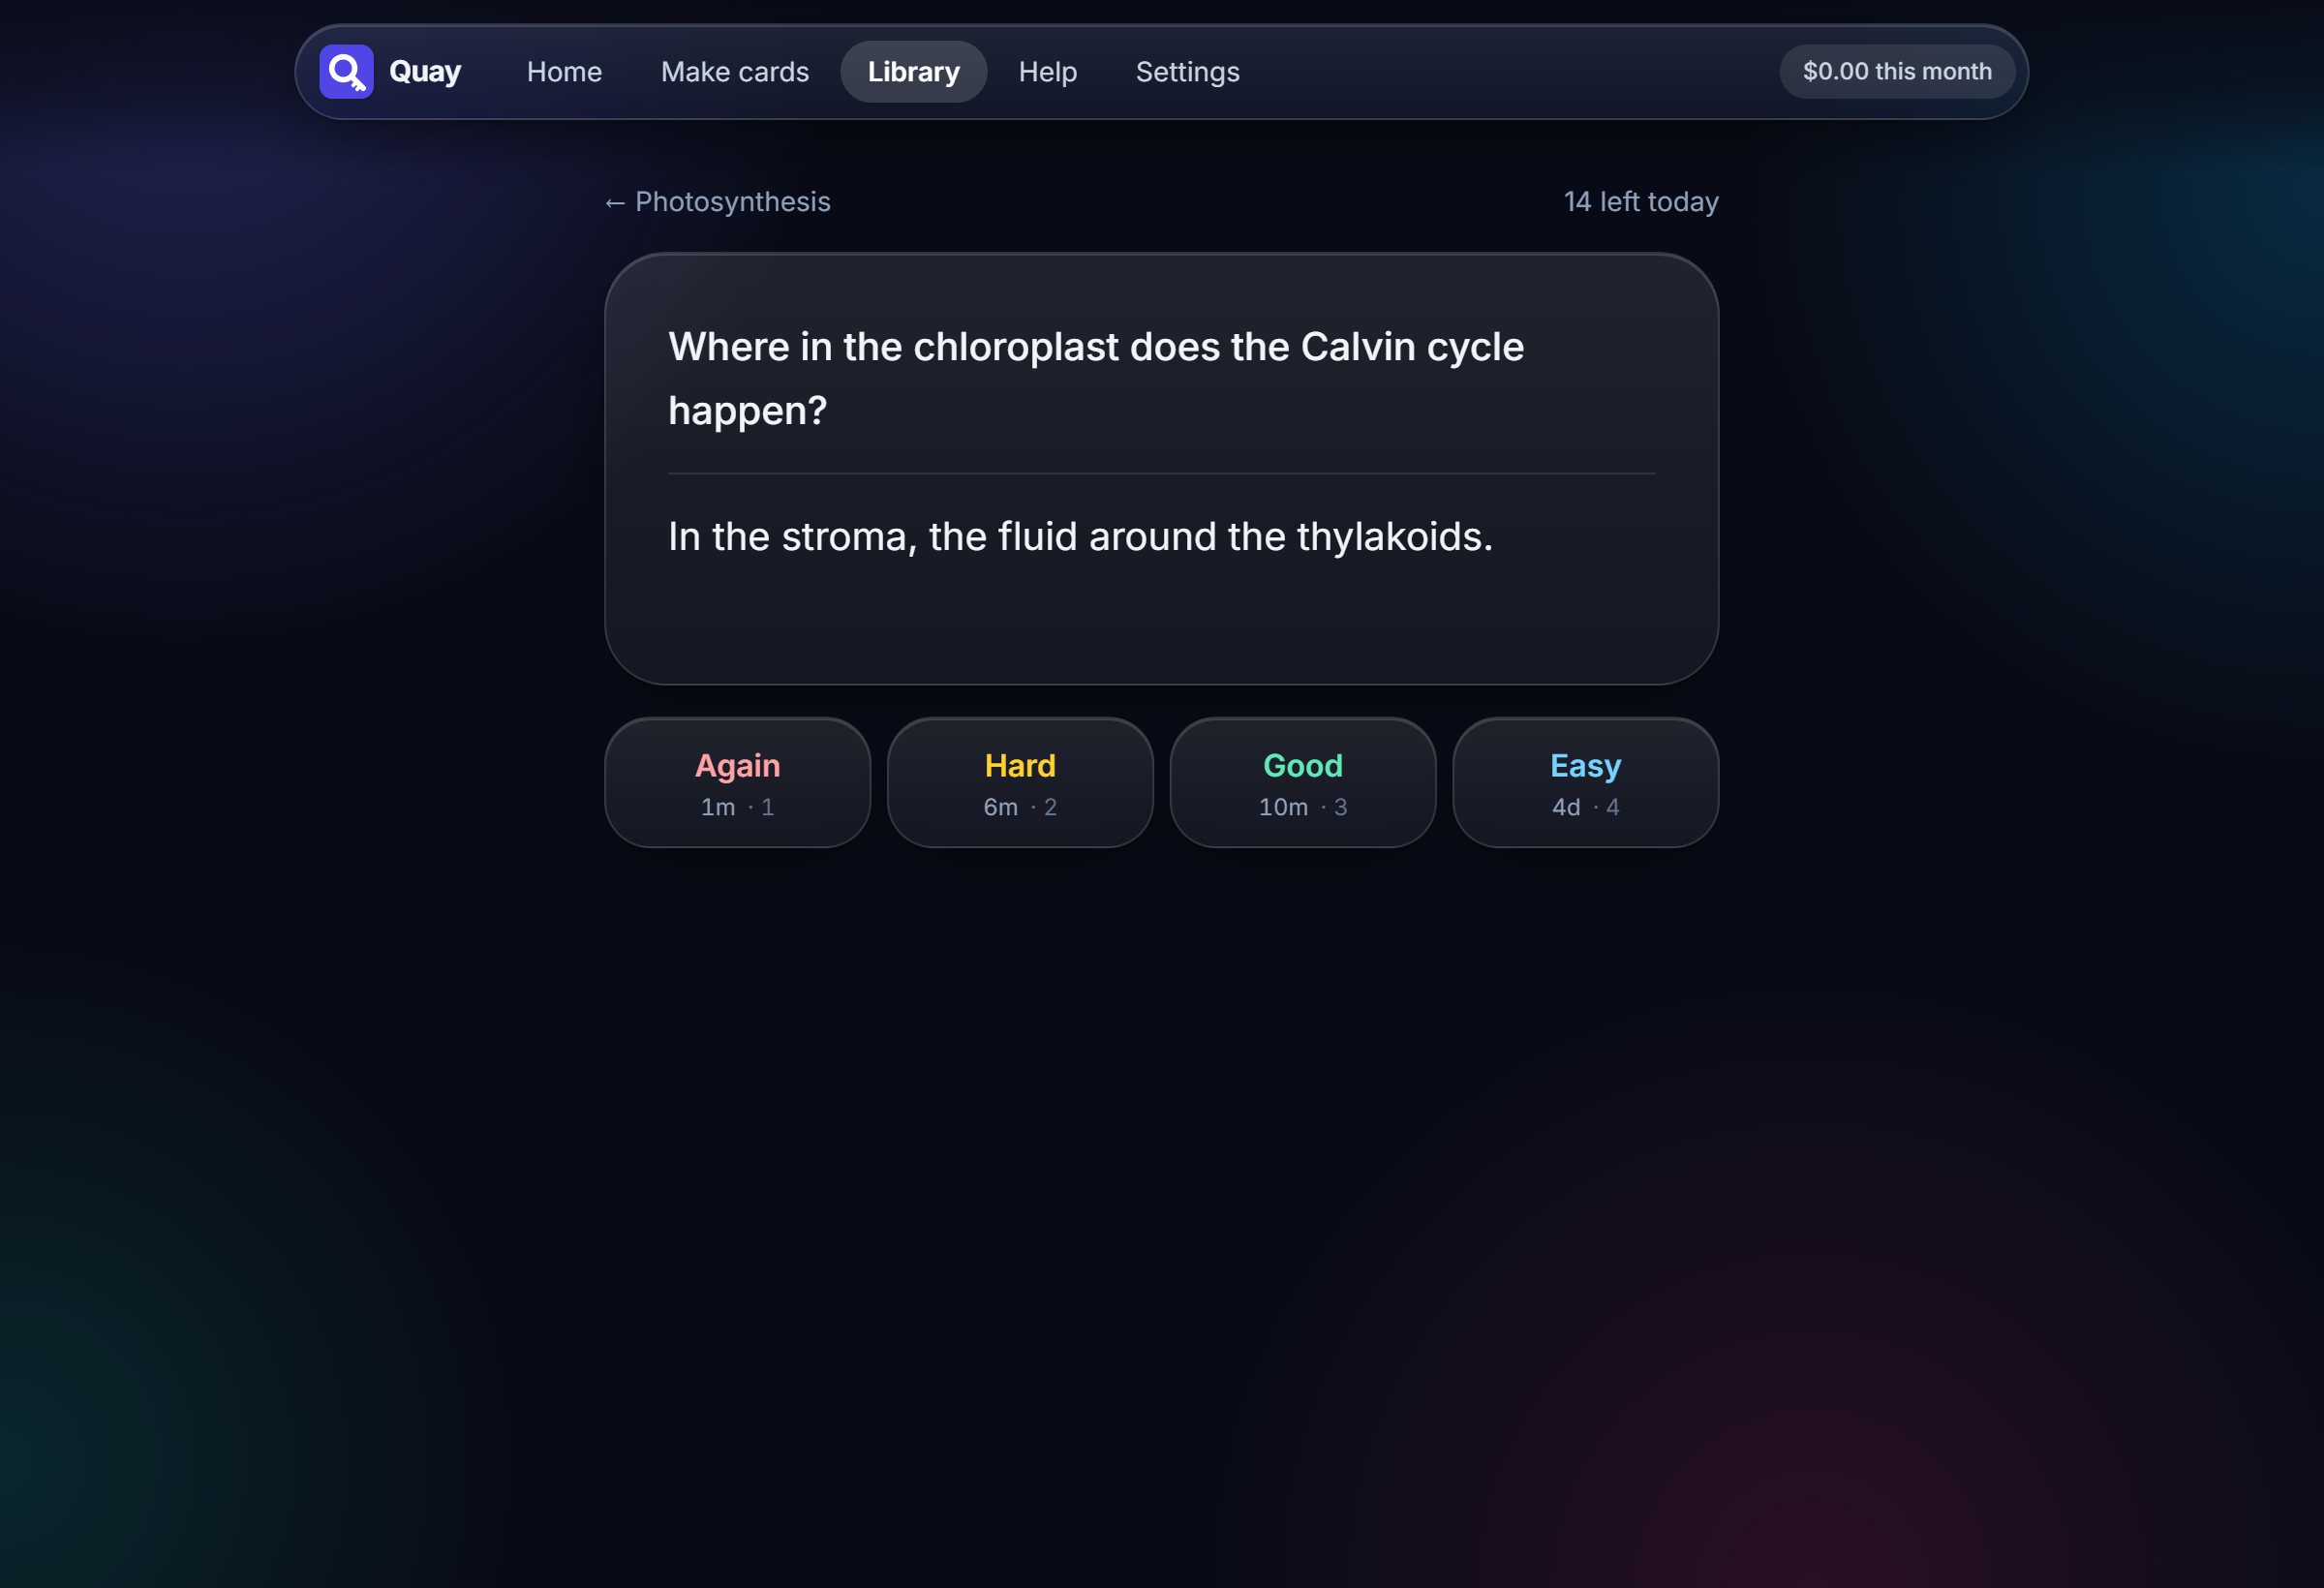 Quay Home Make cards Library Help Settings $0.00 this month
← Photosynthesis 14 left today
Where in the chloroplast does the Calvin cycle
happen?
In the stroma, the fluid around the thylakoids.
Again Hard Good Easy
1m · 1 6m · 2 10m · 3 4d · 4